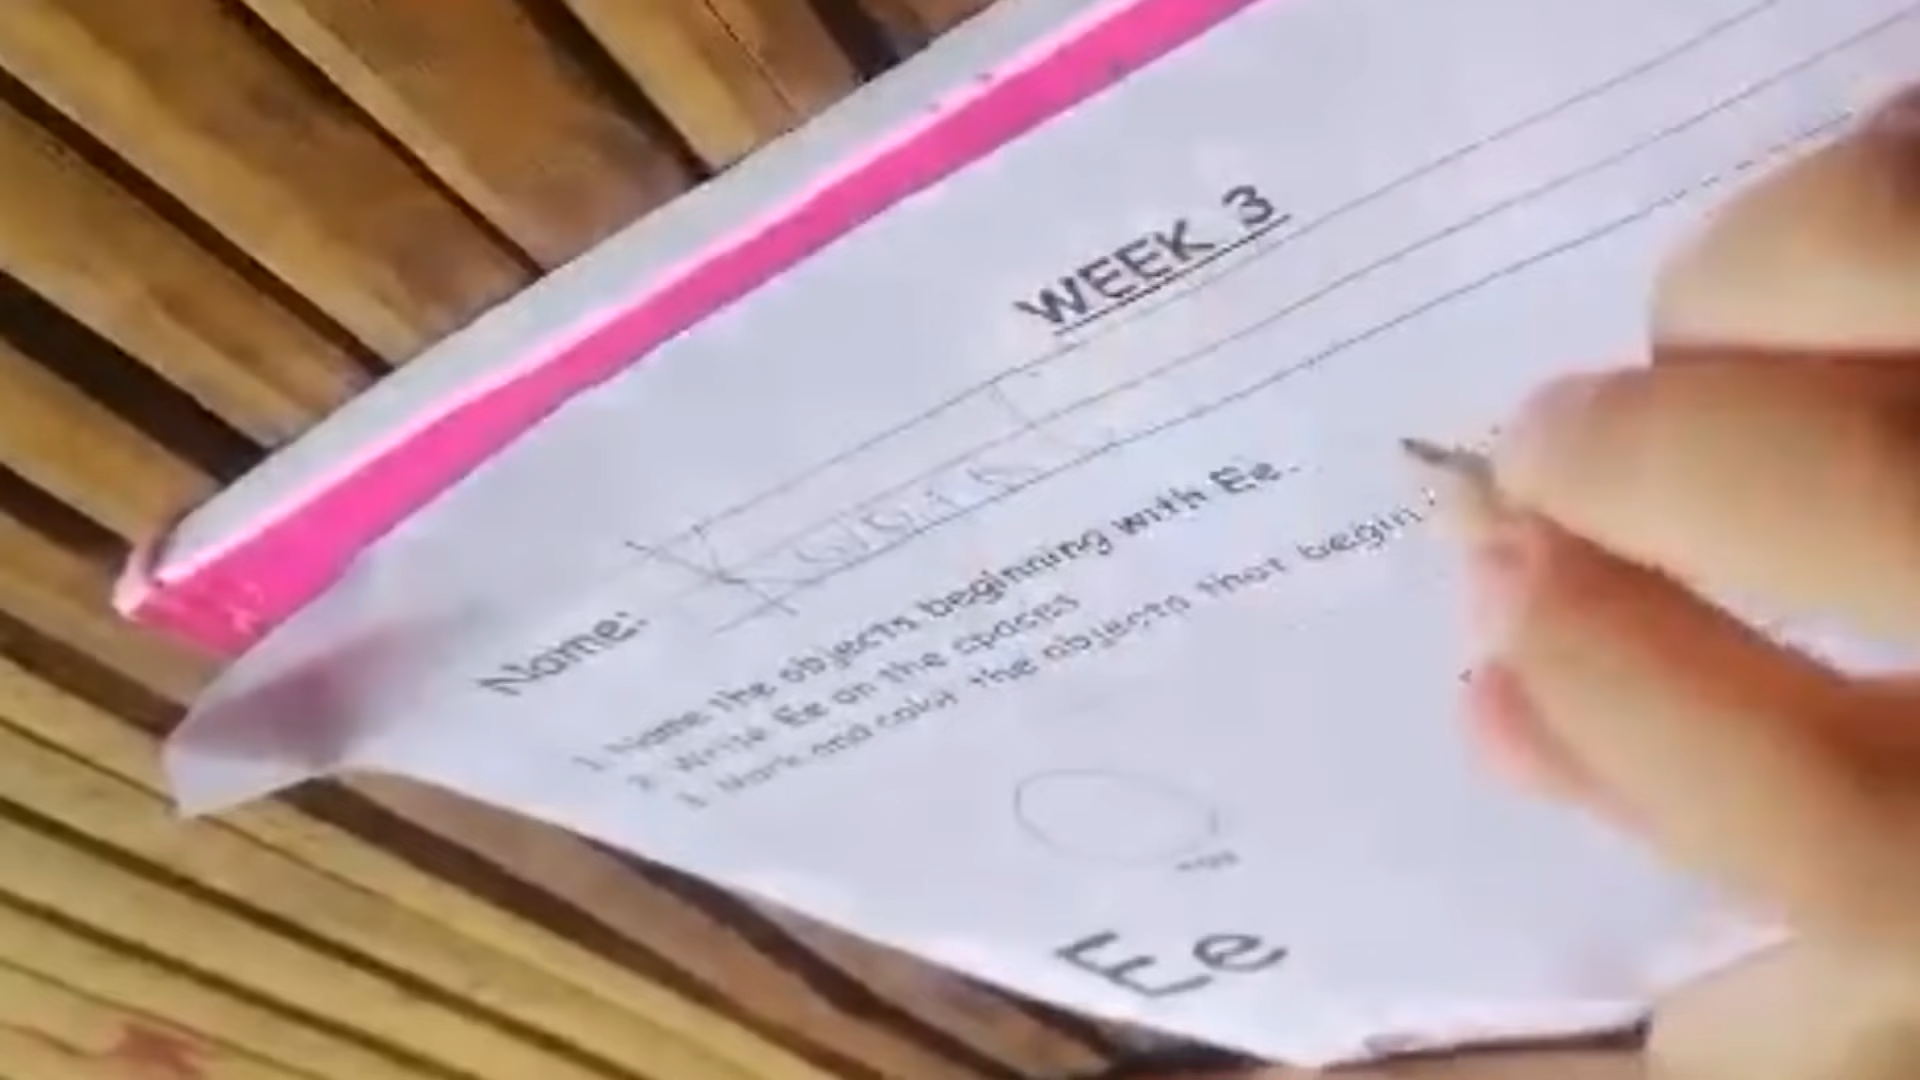 WEEK 3
Name:
1. Name the objects beginning with Ee.
2. Write Ee on the spaces
3. Mark and color the objects that begin
Ee